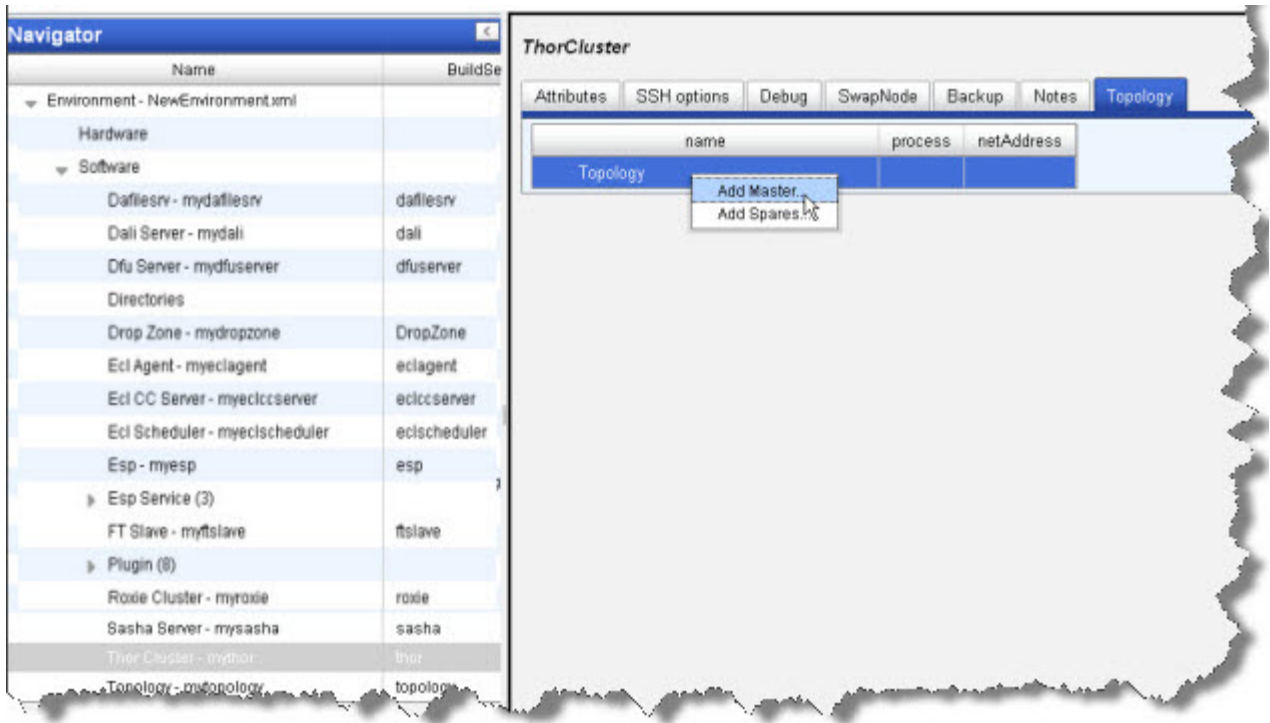 Navigator
Name BuildSe
Environment - NewEnvironment.xml
Hardware
Software
Dafilesrv - mydafilesrv dafilesrv
Dali Server - mydali dali
Dfu Server - mydfuserver dfuserver
Directories
Drop Zone - mydropzone DropZone
Ecl Agent - myeclagent eclagent
Ecl CC Server - myeclccserver eclccserver
Ecl Scheduler - myeclscheduler eclscheduler
Esp - myesp esp
Esp Service (3)
FT Slave - myftslave ftslave
Plugin (8)
Roxie Cluster - myroxie roxie
Sasha Server - mysasha sasha
Thor Cluster - mythor thor
Topology - mytopology topology
ThorCluster
Attributes SSH options Debug SwapNode Backup Notes Topology
name process netAddress
Topology
Add Master...
Add Spares...